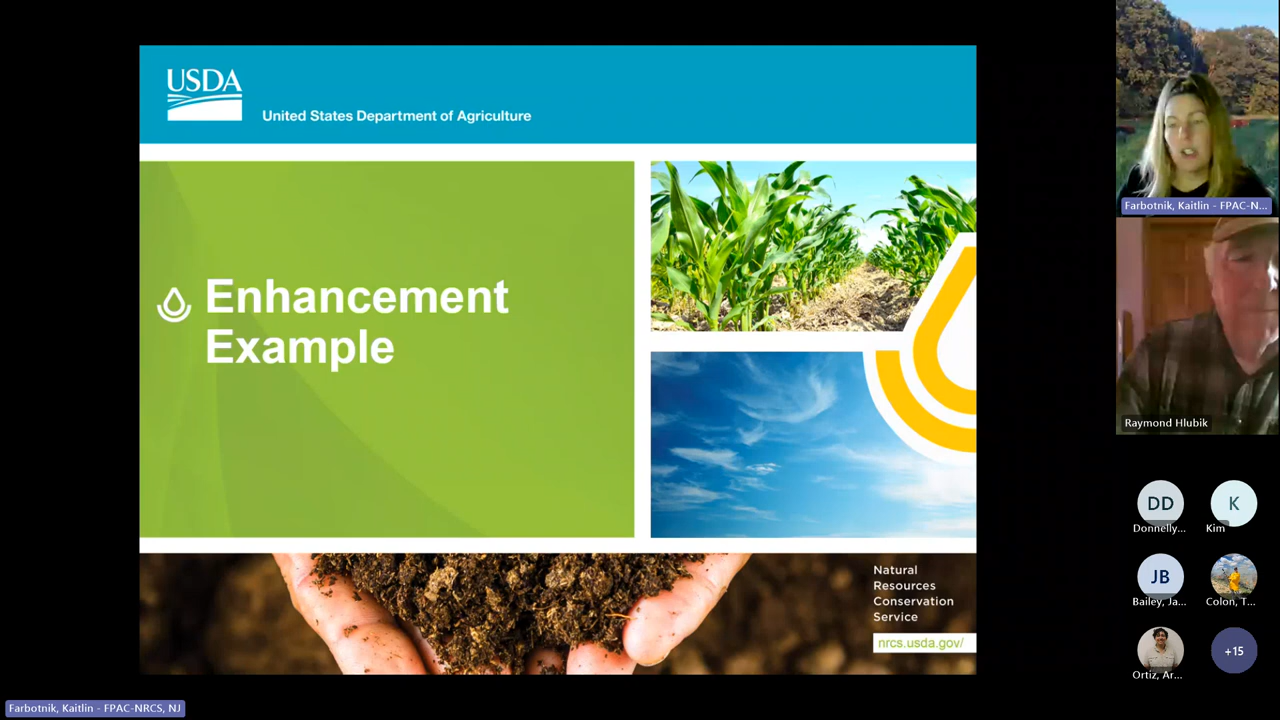 USDA
United States Department of Agriculture
Enhancement
Example
Natural
Resources
Conservation
Service
nrcs.usda.gov/
Farbotnik, Kaitlin - FPAC-N...
Raymond Hlubik
DD
K
Donnelly...
Kim
JB
Bailey, Ja...
Colon, T...
Ortiz, Ar...
+15
Farbotnik, Kaitlin - FPAC-NRCS, NJ